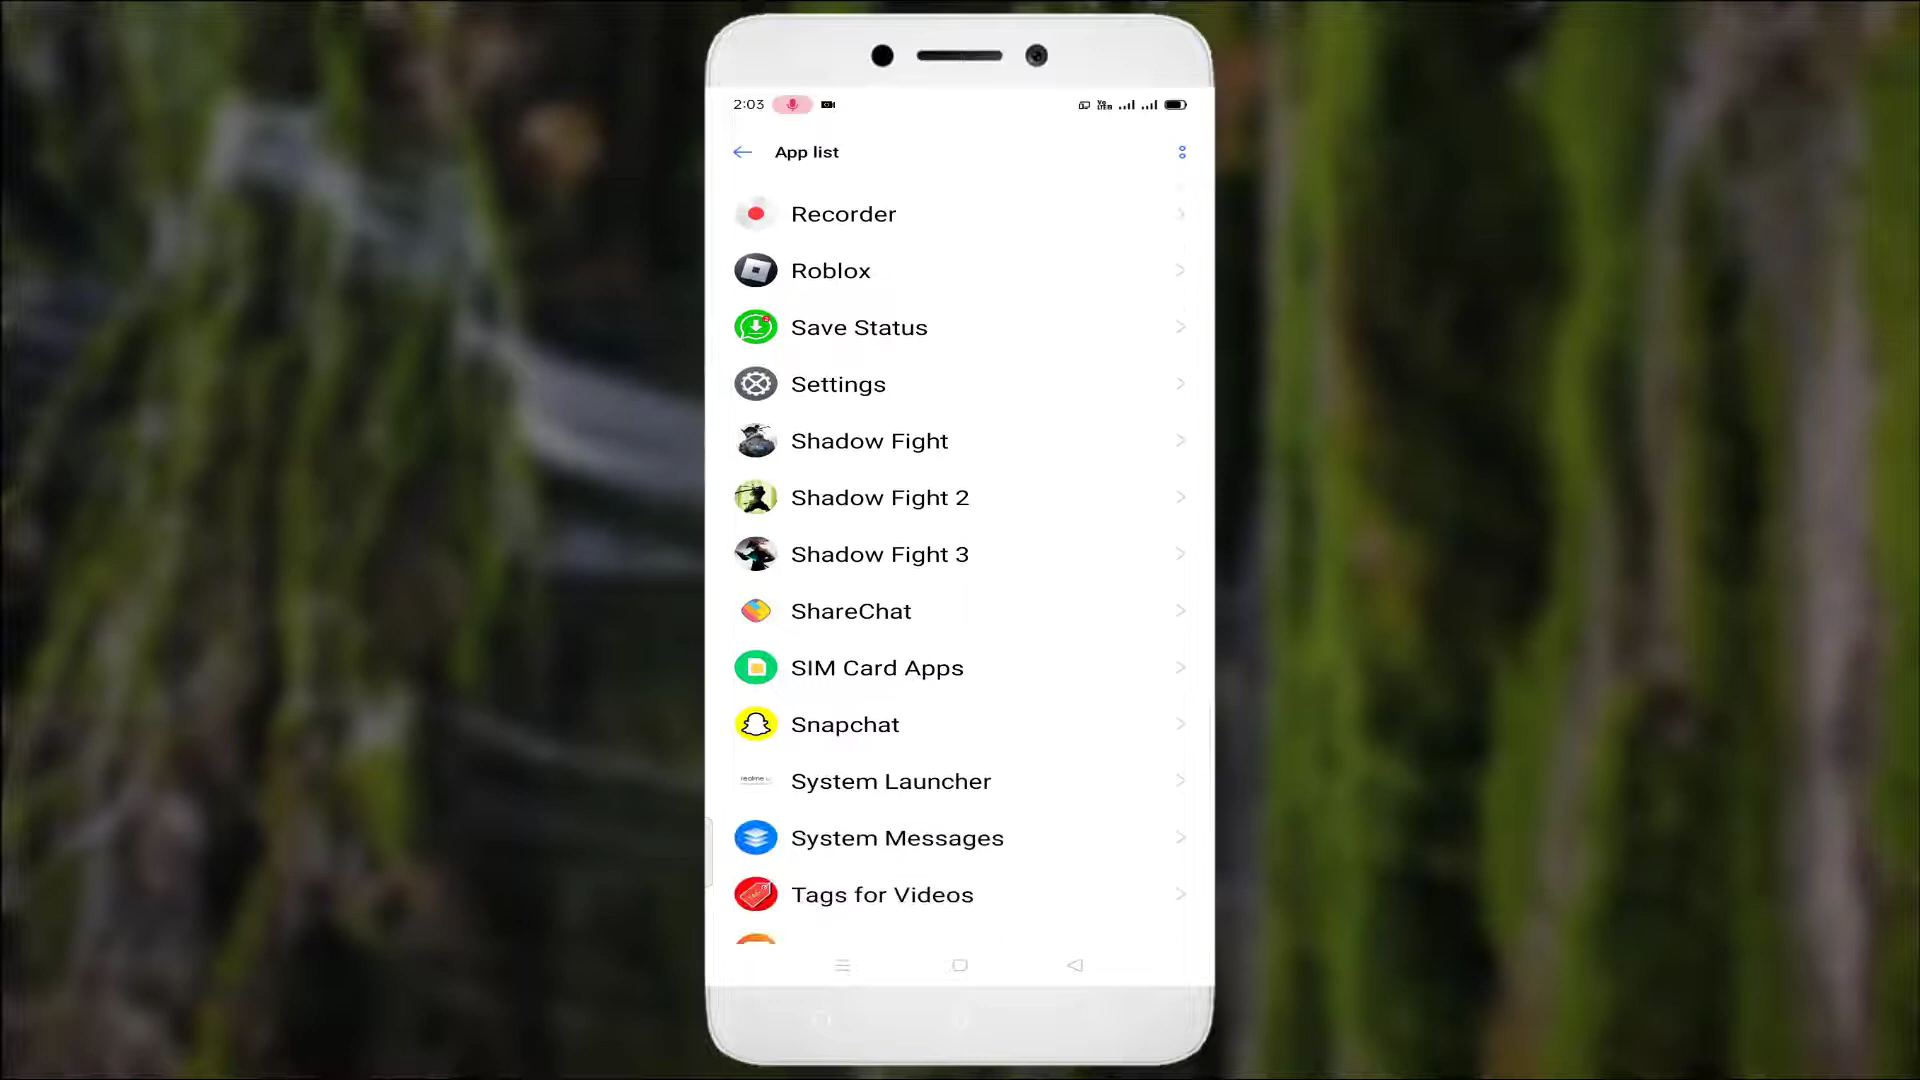 2:03
App list
Recorder
Roblox
Save Status
Settings
Shadow Fight
Shadow Fight 2
Shadow Fight 3
ShareChat
SIM Card Apps
Snapchat
realme
System Launcher
System Messages
Tags for Videos